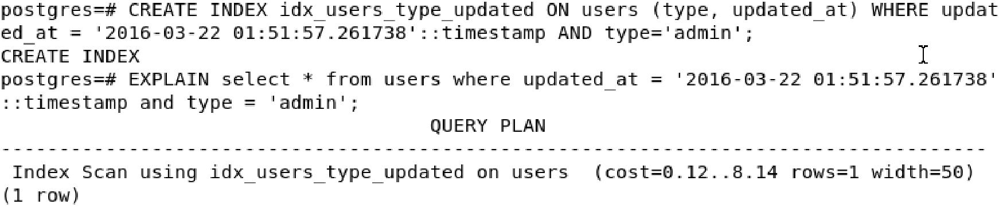 postgres=# CREATE INDEX idx_users_type_updated ON users (type, updated_at) WHERE updat
ed_at = '2016-03-22 01:51:57.261738'::timestamp AND type='admin';
CREATE INDEX
postgres=# EXPLAIN select * from users where updated_at = '2016-03-22 01:51:57.261738'
::timestamp and type = 'admin';
QUERY PLAN
-------------------------------------------------------------------------------------
Index Scan using idx_users_type_updated on users  (cost=0.12..8.14 rows=1 width=50)
(1 row)